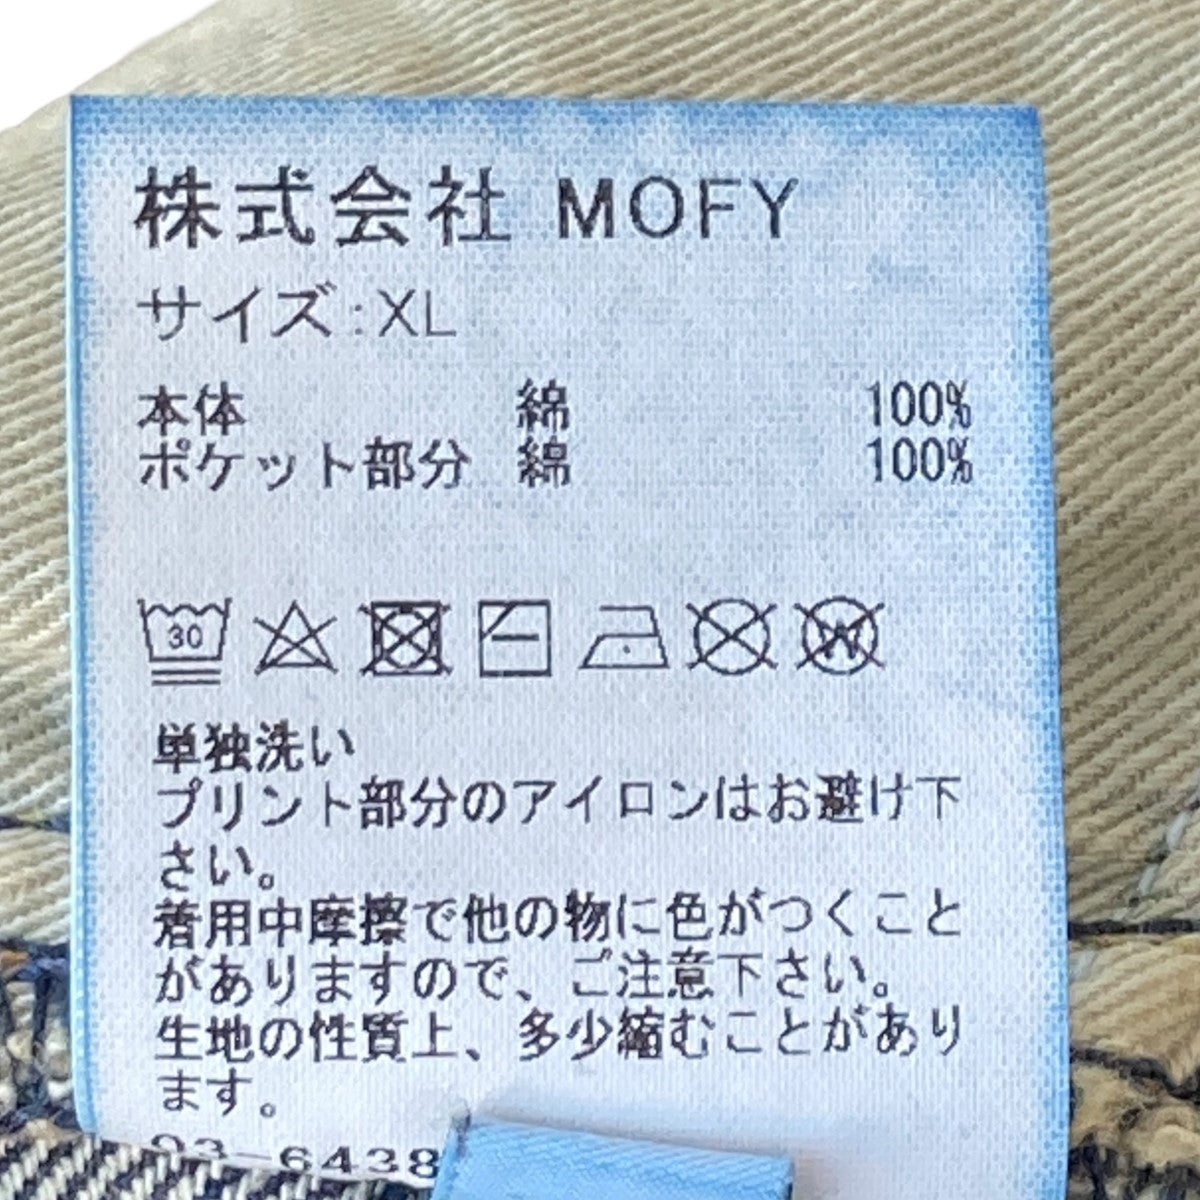 株式会社 MOFY
サイズ:XL
本体 綿 100%
ポケット部分 綿 100%
30
W
単独洗い
プリント部分のアイロンはお避け下
さい。
着用中摩擦で他の物に色がつくこと
がありますので、ご注意下さい。
生地の性質上、多少縮むことがあり
ます。
03-6438